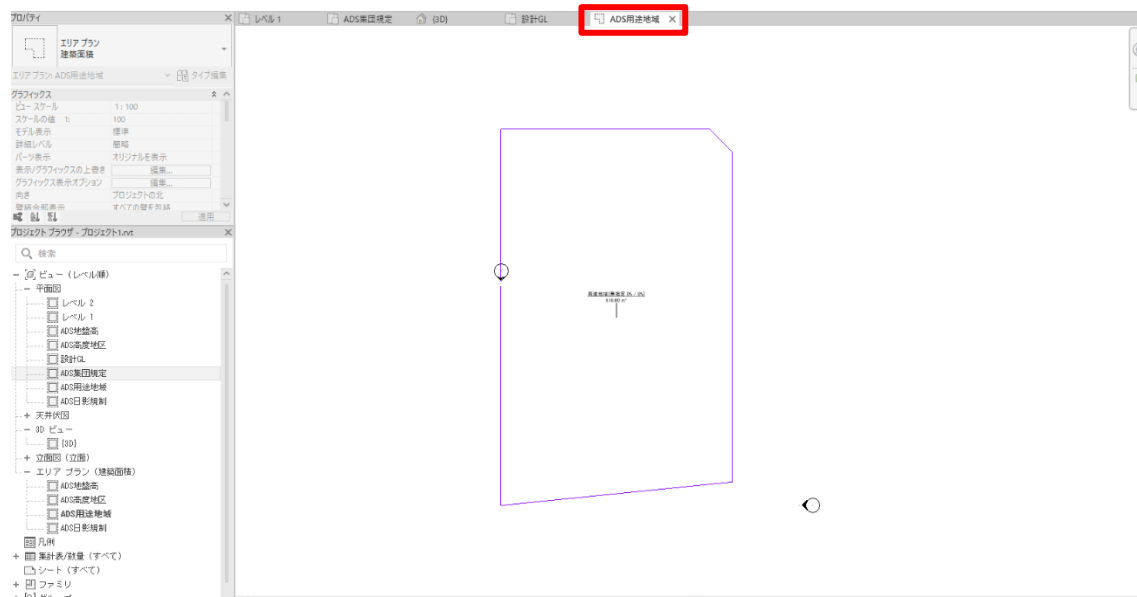 プロパティ
レベル 1
ADS集団規定
{3D}
設計GL
ADS用途地域
エリア プラン
建築面積
エリア プラン: ADS用途地域
タイプ編集
グラフィックス
ビュー スケール 1 : 100
スケールの値 1: 100
モデル表示 標準
詳細レベル 簡略
パーツ表示 オリジナルを表示
表示/グラフィックスの上書き 編集...
グラフィックス表示オプション 編集...
向き プロジェクトの北
壁結合部表示 すべての壁を包絡
適用
プロジェクト ブラウザ - プロジェクト1.rvt
検索
ビュー (レベル順)
平面図
レベル 2
レベル 1
ADS地盤高
ADS高度地区
設計GL
ADS集団規定
ADS用途地域
ADS日影規制
天井伏図
3D ビュー
{3D}
立面図 (立面)
エリア プラン (建築面積)
ADS地盤高
ADS高度地区
ADS用途地域
ADS日影規制
凡例
集計表/数量 (すべて)
シート (すべて)
ファミリ